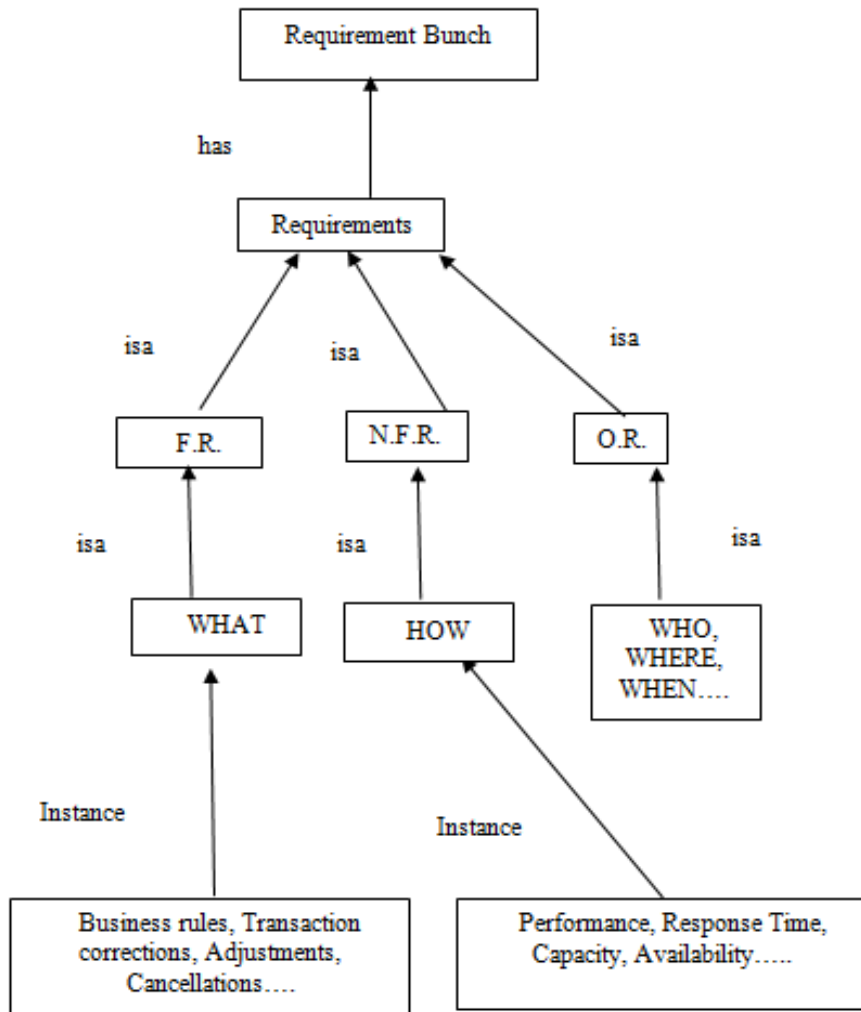 Requirement Bunch
has
Requirements
isa
isa
isa
F.R.
N.F.R.
O.R.
isa
isa
isa
WHAT
HOW
WHO,
WHERE,
WHEN….
Instance
Instance
Business rules, Transaction
corrections, Adjustments,
Cancellations….
Performance, Response Time,
Capacity, Availability…..